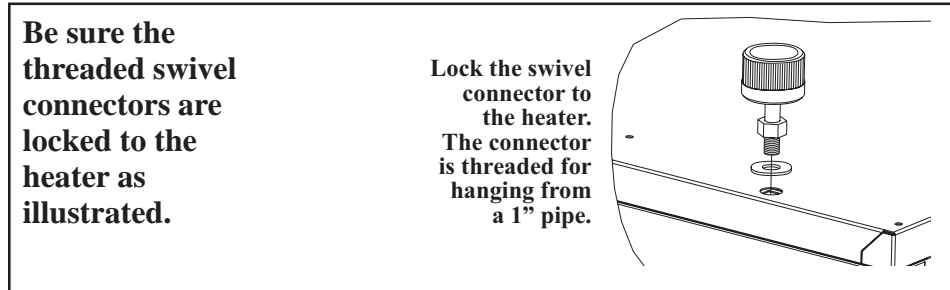 Be sure the
threaded swivel
connectors are
locked to the
heater as
illustrated.
Lock the swivel
connector to
the heater.
The connector
is threaded for
hanging from
a 1” pipe.